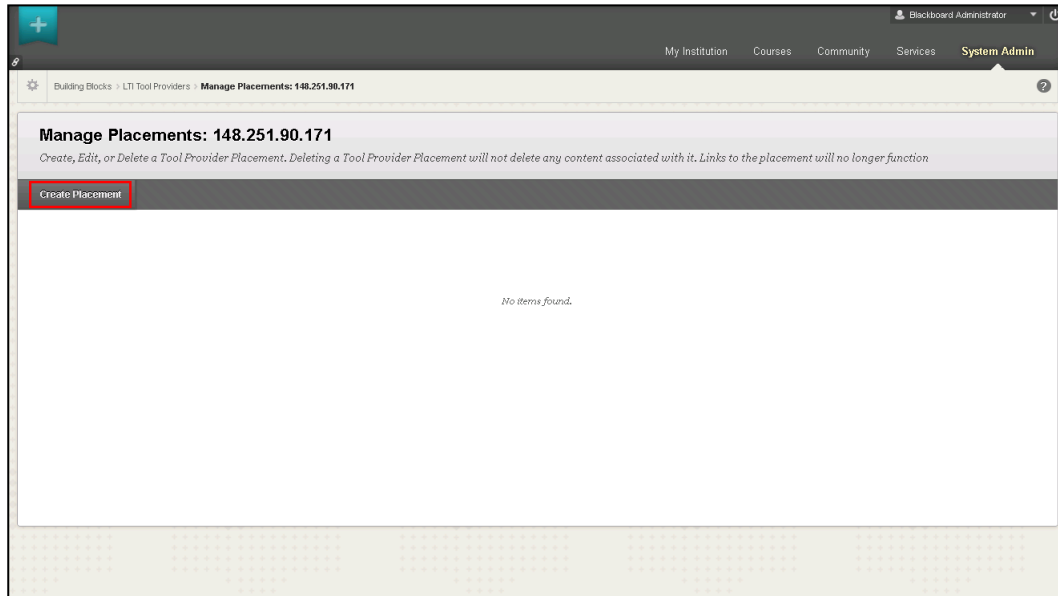 Blackboard Administrator
My Institution Courses Community Services System Admin
Building Blocks > LTI Tool Providers > Manage Placements: 148.251.90.171
Manage Placements: 148.251.90.171
Create, Edit, or Delete a Tool Provider Placement. Deleting a Tool Provider Placement will not delete any content associated with it. Links to the placement will no longer function
Create Placement
No items found.